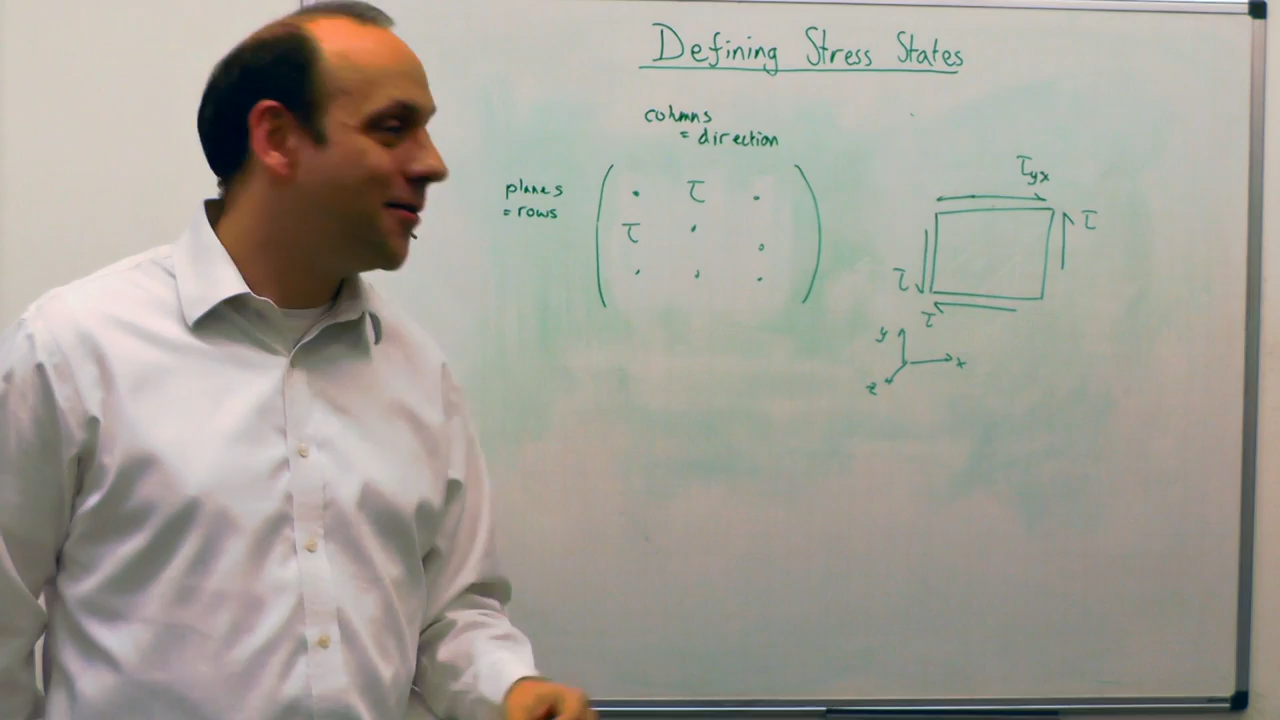 Defining Stress States
columns
= direction
planes
= rows
· τ ·
τ · ·
· · ·
τyx
τ
τ
τ
y
x
z